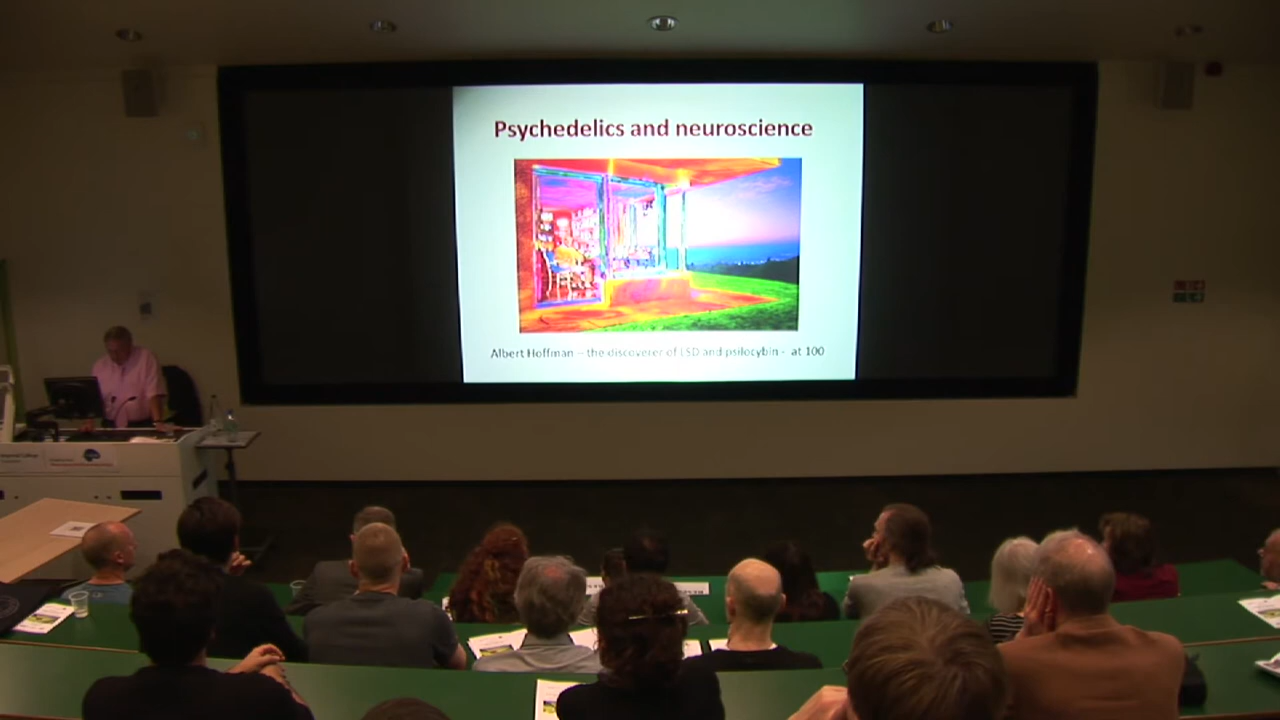 Psychedelics and neuroscience
Albert Hoffman – the discoverer of LSD and psilocybin - at 100